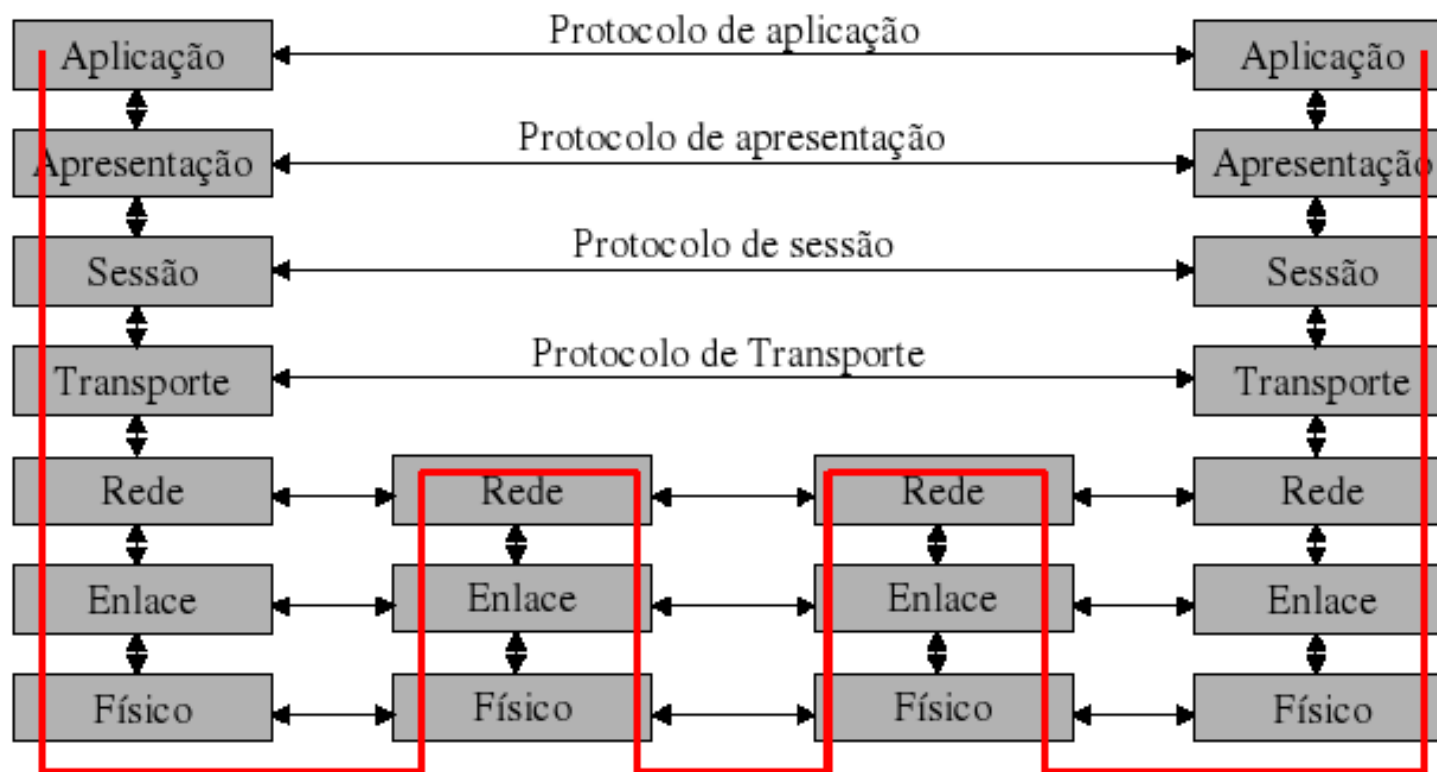 Aplicação
Protocolo de aplicação
Aplicação
Apresentação
Protocolo de apresentação
Apresentação
Sessão
Protocolo de sessão
Sessão
Transporte
Protocolo de Transporte
Transporte
Rede
Rede
Rede
Rede
Enlace
Enlace
Enlace
Enlace
Físico
Físico
Físico
Físico